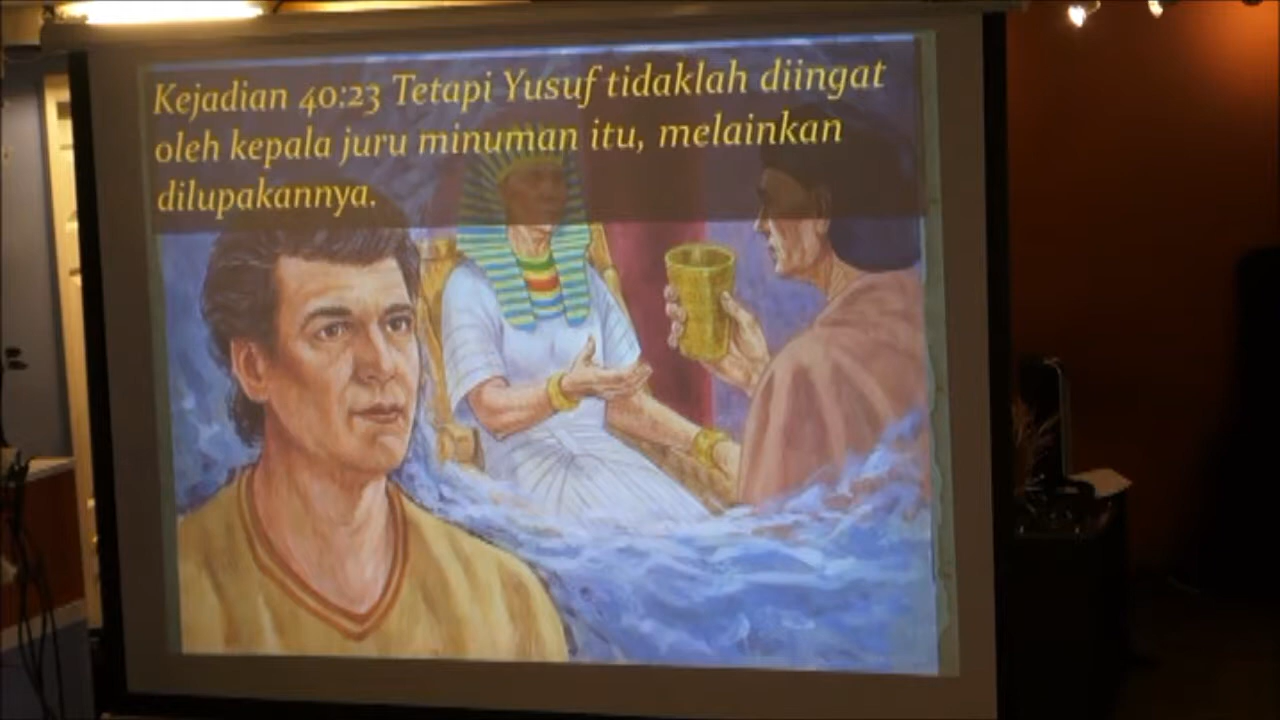 Kejadian 40:23 Tetapi Yusuf tidaklah diingat
oleh kepala juru minuman itu, melainkan
dilupakannya.